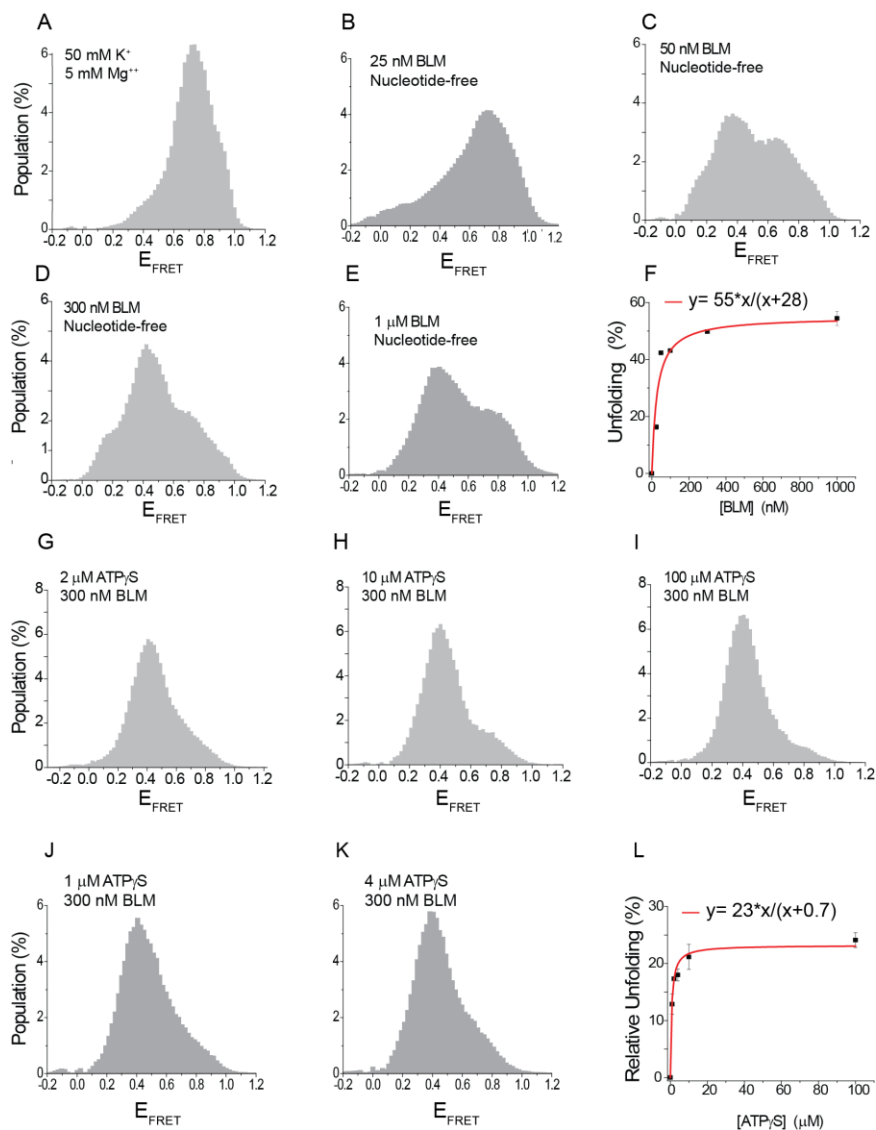 A
50 mM K⁺
5 mM Mg⁺⁺
Population (%)
6
4
2
0
-0.2 0.0 0.2 0.4 0.6 0.8 1.0 1.2
E_FRET
B
25 nM BLM
Nucleotide-free
6
4
2
0
-0.2 0.0 0.2 0.4 0.6 0.8 1.0 1.2
E_FRET
C
50 nM BLM
Nucleotide-free
6
4
2
0
-0.2 0.0 0.2 0.4 0.6 0.8 1.0 1.2
E_FRET
D
300 nM BLM
Nucleotide-free
Population (%)
6
4
2
1
0
-0.2 0.0 0.2 0.4 0.6 0.8 1.0 1.2
E_FRET
E
1 μM BLM
Nucleotide-free
6
4
2
0
-0.2 0.0 0.2 0.4 0.6 0.8 1.0 1.2
E_FRET
F
y= 55*x/(x+28)
Unfolding (%)
60
40
20
0
0 200 400 600 800 1000
[BLM] (nM)
G
2 μM ATPγS
300 nM BLM
Population (%)
8
6
4
2
0
-0.2 0.0 0.2 0.4 0.6 0.8 1.0 1.2
E_FRET
H
10 μM ATPγS
300 nM BLM
8
6
4
2
0
-0.2 0.0 0.2 0.4 0.6 0.8 1.0 1.2
E_FRET
I
100 μM ATPγS
300 nM BLM
8
6
4
2
0
-0.2 0.0 0.2 0.4 0.6 0.8 1.0 1.2
E_FRET
J
1 μM ATPγS
300 nM BLM
Population (%)
6
4
2
0
-0.2 0.0 0.2 0.4 0.6 0.8 1.0 1.2
E_FRET
K
4 μM ATPγS
300 nM BLM
6
4
2
0
-0.2 0.0 0.2 0.4 0.6 0.8 1.0 1.2
E_FRET
L
y= 23*x/(x+0.7)
Relative Unfolding (%)
30
20
10
0
0 20 40 60 80 100
[ATPγS] (μM)